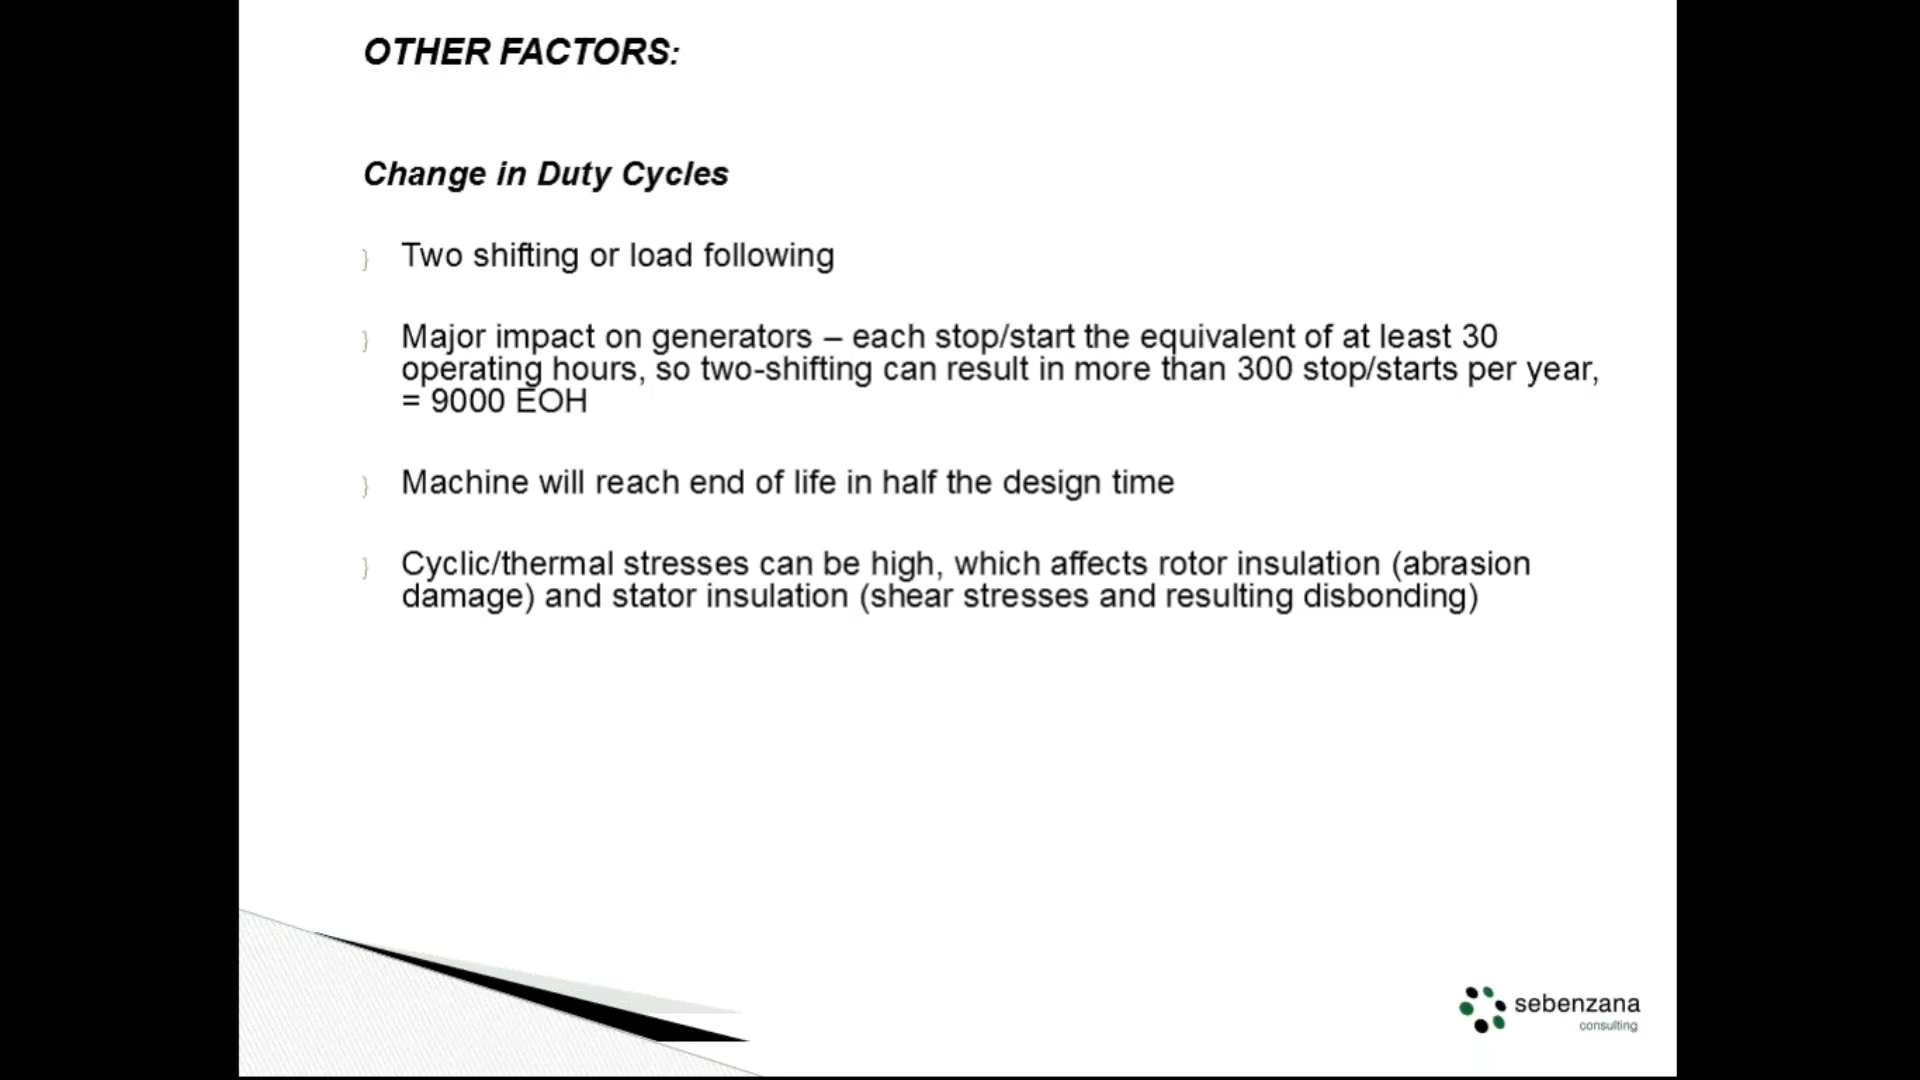 OTHER FACTORS:
Change in Duty Cycles
} Two shifting or load following
} Major impact on generators – each stop/start the equivalent of at least 30
operating hours, so two-shifting can result in more than 300 stop/starts per year,
= 9000 EOH
} Machine will reach end of life in half the design time
} Cyclic/thermal stresses can be high, which affects rotor insulation (abrasion
damage) and stator insulation (shear stresses and resulting disbonding)
sebenzana
consulting